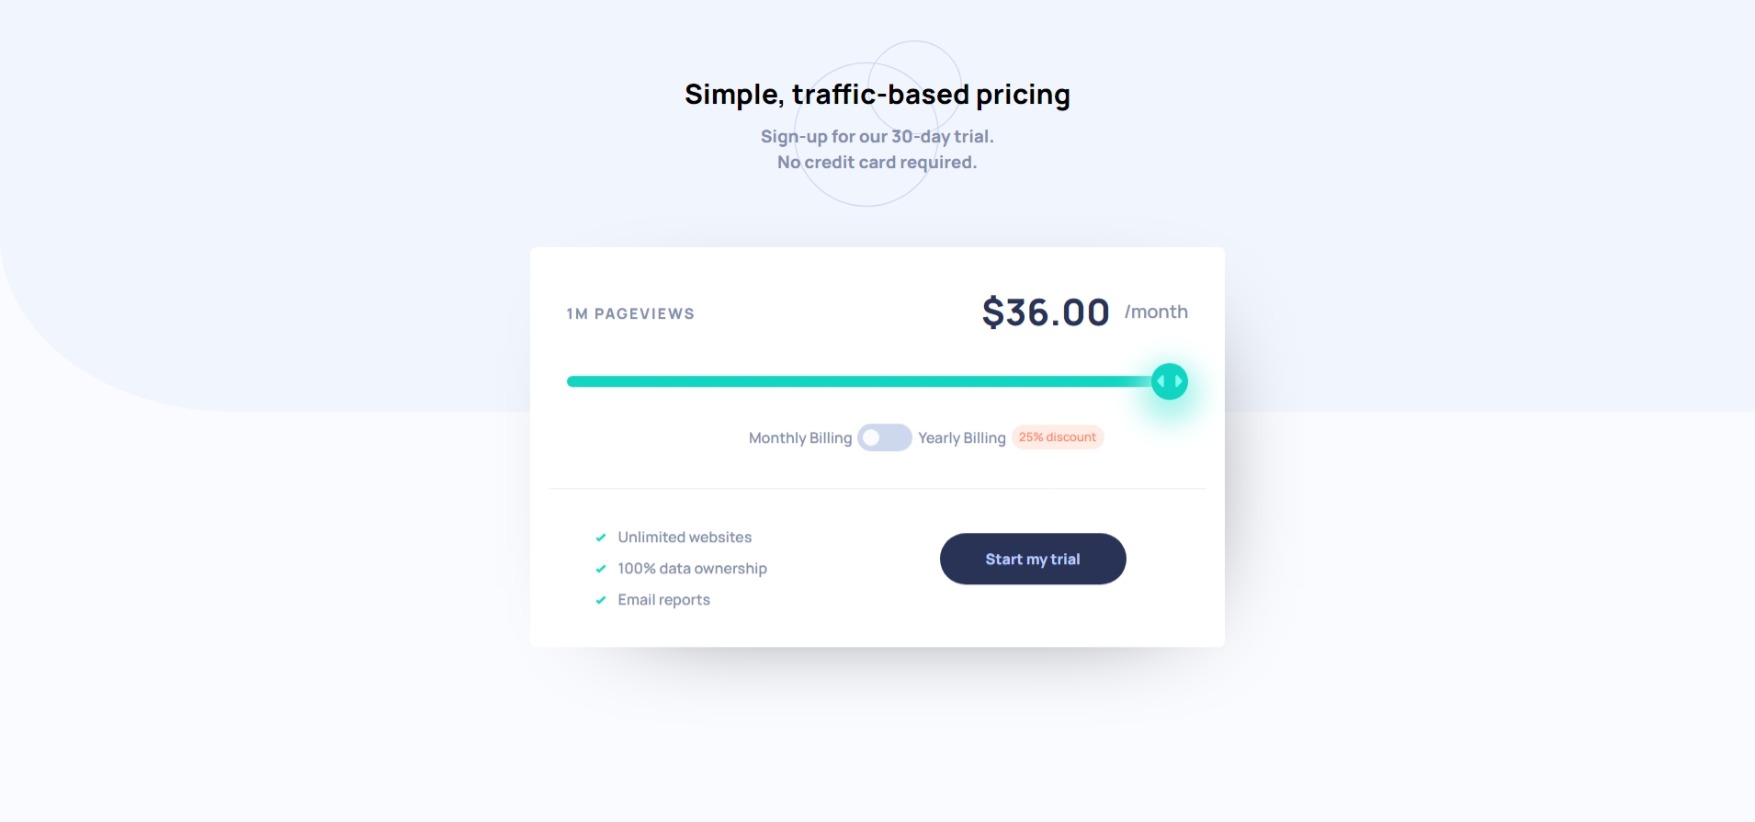 Simple, traffic-based pricing
Sign-up for our 30-day trial.
No credit card required.
1M PAGEVIEWS
$36.00 /month
Monthly Billing Yearly Billing 25% discount
Unlimited websites
100% data ownership
Email reports
Start my trial